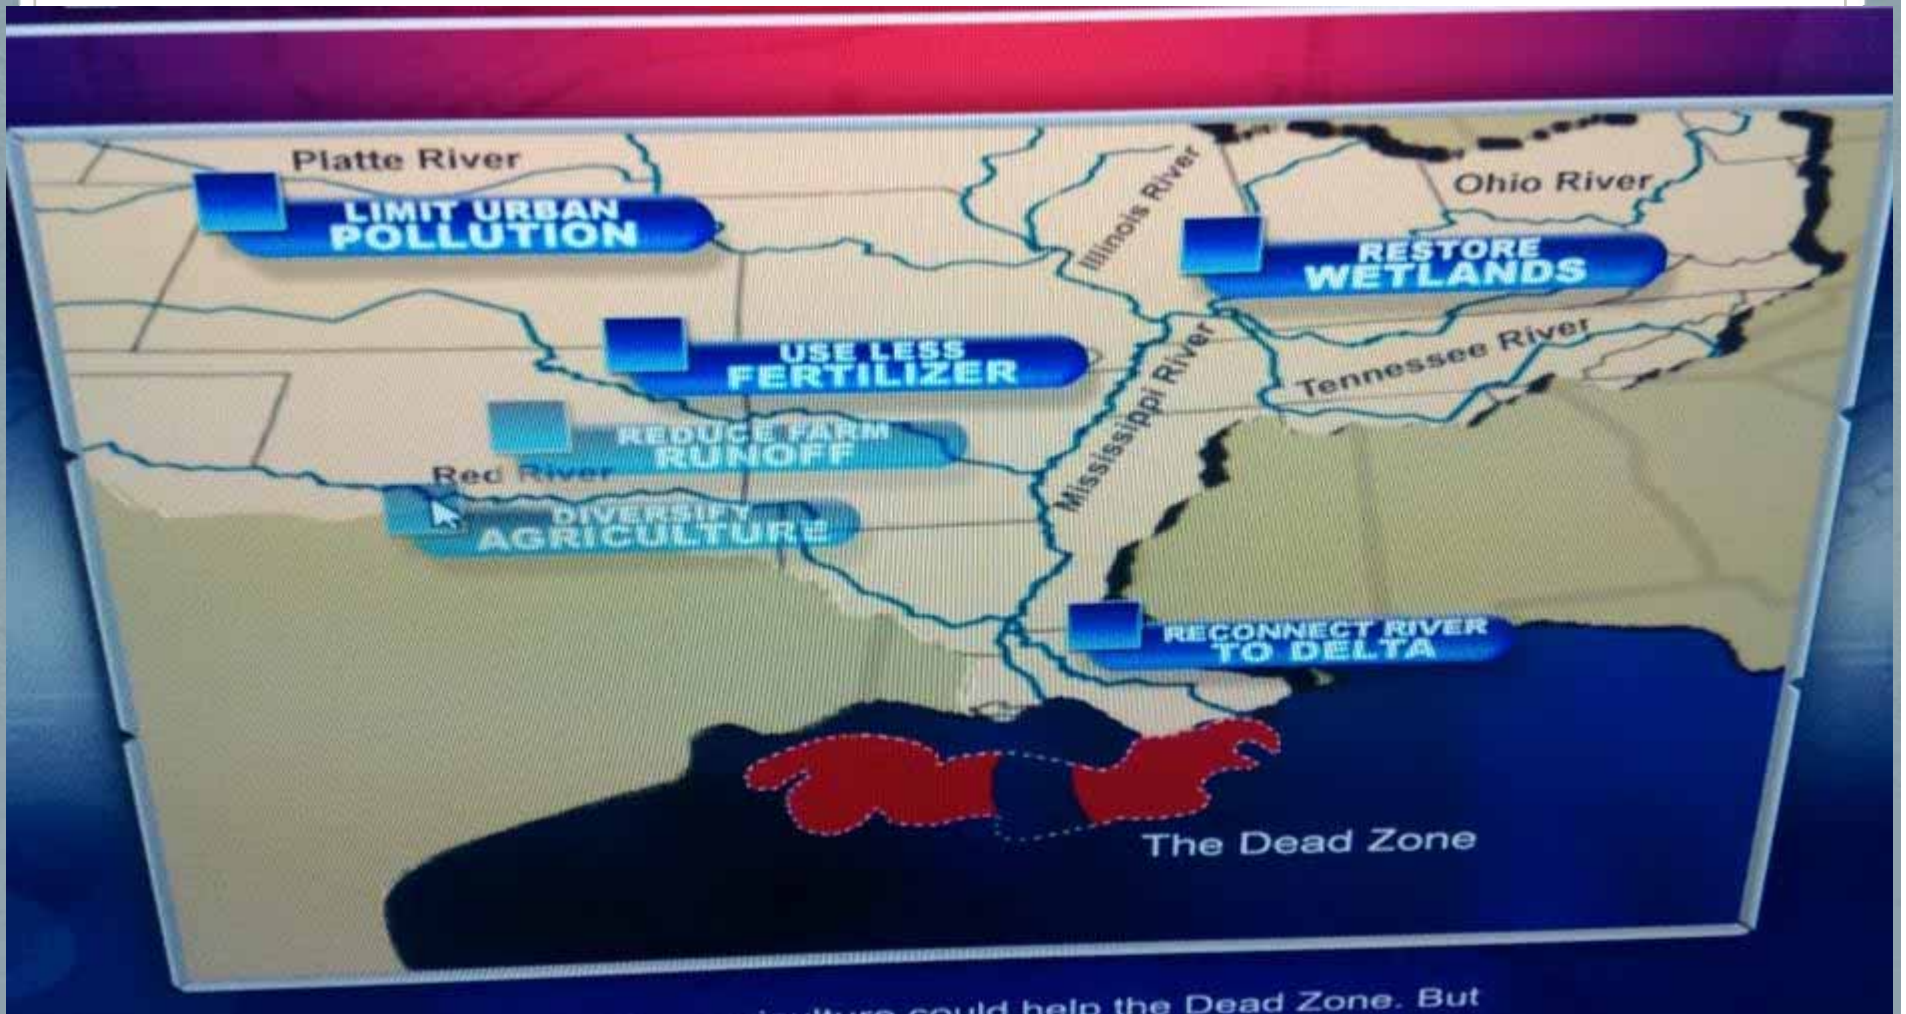 Platte River
LIMIT URBAN
POLLUTION
Illinois River
Ohio River
RESTORE
WETLANDS
USE LESS
FERTILIZER
Mississippi River
Tennessee River
REDUCE FARM
RUNOFF
Red River
DIVERSIFY
AGRICULTURE
RECONNECT RIVER
TO DELTA
The Dead Zone
could help the Dead Zone. But